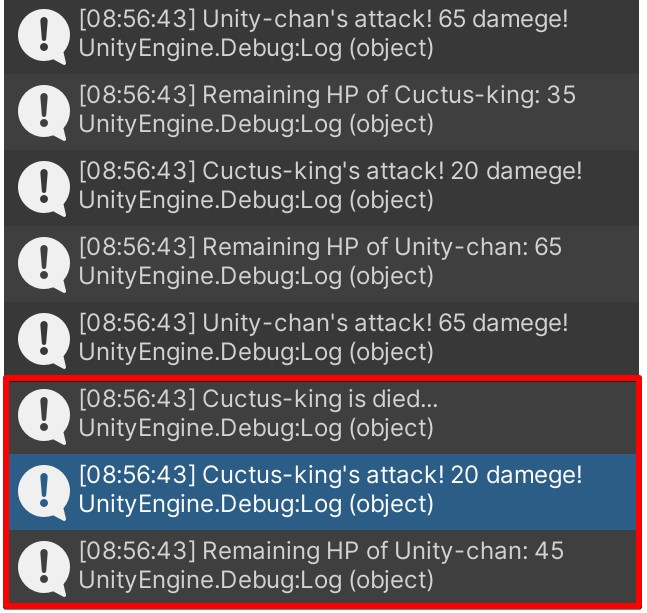 [08:56:43] Unity-chan's attack! 65 damege!
UnityEngine.Debug:Log (object)
[08:56:43] Remaining HP of Cuctus-king: 35
UnityEngine.Debug:Log (object)
[08:56:43] Cuctus-king's attack! 20 damege!
UnityEngine.Debug:Log (object)
[08:56:43] Remaining HP of Unity-chan: 65
UnityEngine.Debug:Log (object)
[08:56:43] Unity-chan's attack! 65 damege!
UnityEngine.Debug:Log (object)
[08:56:43] Cuctus-king is died...
UnityEngine.Debug:Log (object)
[08:56:43] Cuctus-king's attack! 20 damege!
UnityEngine.Debug:Log (object)
[08:56:43] Remaining HP of Unity-chan: 45
UnityEngine.Debug:Log (object)